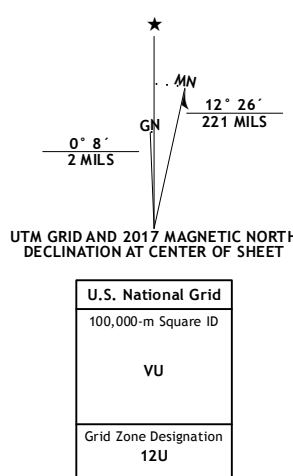 ★
MN
GN
12° 26´
221 MILS
0° 8´
2 MILS
UTM GRID AND 2017 MAGNETIC NORTH
DECLINATION AT CENTER OF SHEET
U.S. National Grid
100,000-m Square ID
VU
Grid Zone Designation
12U